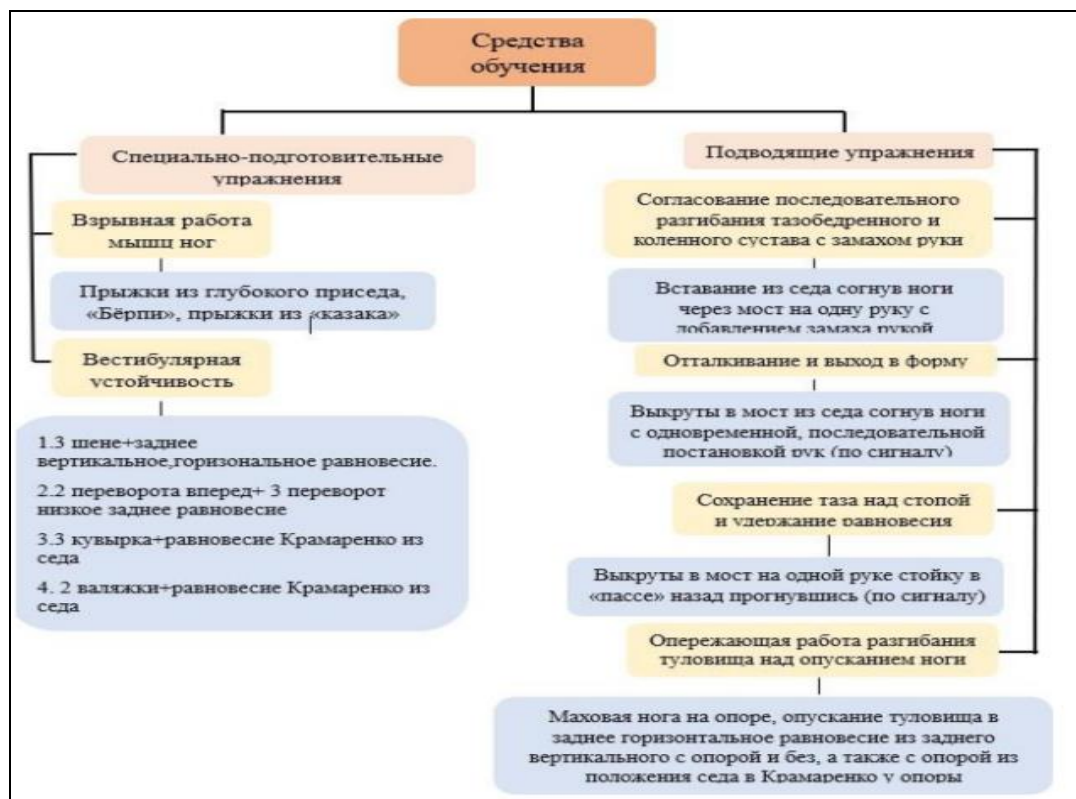 Средства
обучения
Специально-подготовительные
упражнения
Взрывная работа
мышц ног
Прыжки из глубокого приседа,
«Бёрпи», прыжки из «казака»
Вестибулярная
устойчивость
1.3 шене+заднее
вертикальное,горизональное равновесие.
2.2 переворота вперед+ 3 переворот
низкое заднее равновесие
3.3 кувырка+равновесие Крамаренко из
седа
4. 2 валяжки+равновесие Крамаренко из
седа
Подводящие упражнения
Согласование последовательного
разгибания тазобедренного и
коленного сустава с замахом руки
Вставание из седа согнув ноги
через мост на одну руку с
добавлением замаха рукой
Отталкивание и выход в форму
Выкруты в мост из седа согнув ноги
с одновременной, последовательной
постановкой рук (по сигналу)
Сохранение таза над стопой
и удержание равновесия
Выкруты в мост на одной руке стойку в
«пассе» назад прогнувшись (по сигналу)
Опережающая работа разгибания
туловища над опусканием ноги
Маховая нога на опоре, опускание туловища в
заднее горизонтальное равновесие из заднего
вертикального с опорой и без, а также с опорой из
положения седа в Крамаренко у опоры